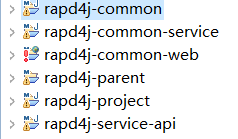 rapd4j-common
rapd4j-common-service
rapd4j-common-web
rapd4j-parent
rapd4j-project
rapd4j-service-api